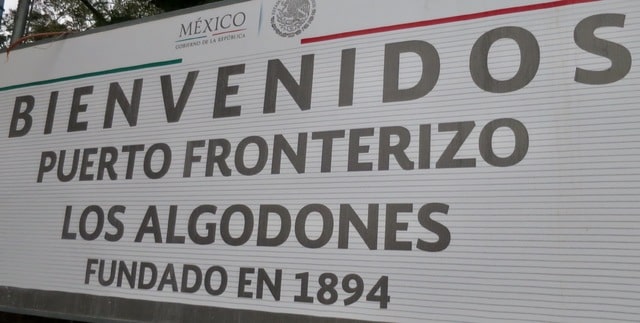 MÉXICO
GOBIERNO DE LA REPÚBLICA
BIENVENIDOS
PUERTO FRONTERIZO
LOS ALGODONES
FUNDADO EN 1894